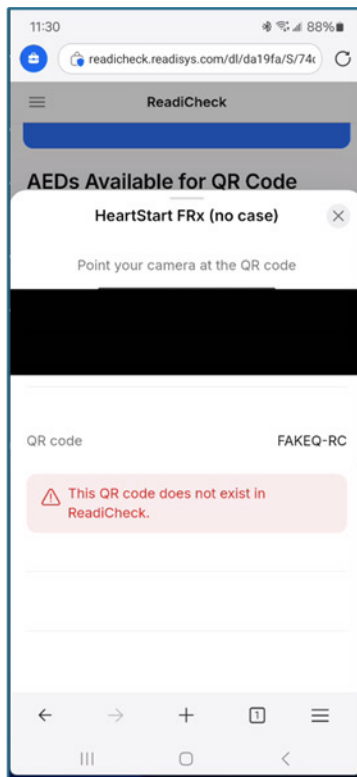 11:30
88%
readicheck.readisys.com/dl/da19fa/S/74
ReadiCheck
AEDs Available for QR Code
HeartStart FRx (no case)
Point your camera at the QR code
QR code
FAKEQ-RC
This QR code does not exist in
ReadiCheck.
1